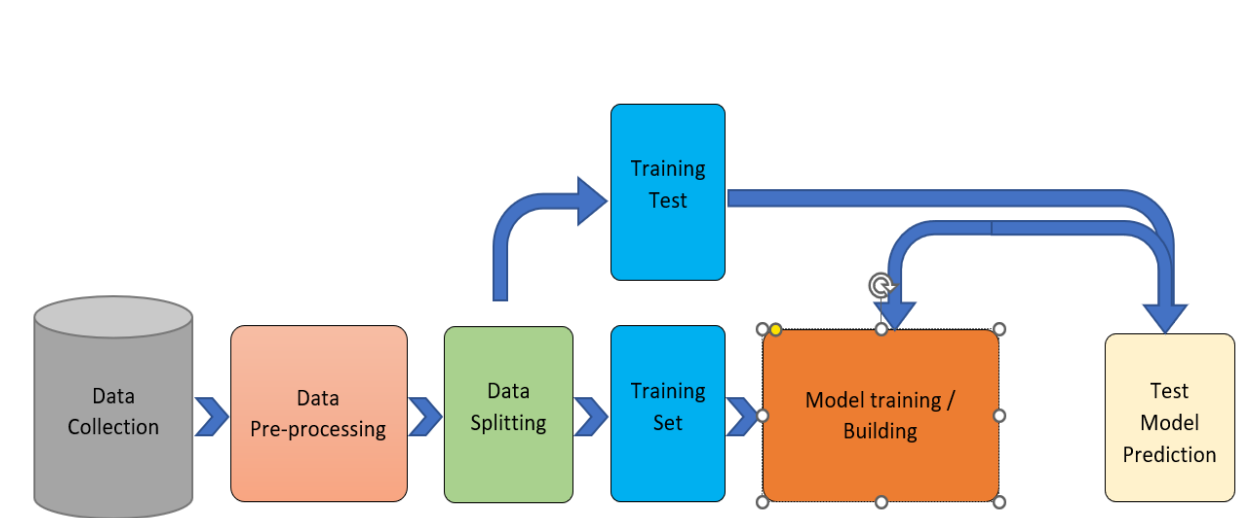 Training
Test
Data
Collection
Data
Pre-processing
Data
Splitting
Training
Set
Model training /
Building
Test
Model
Prediction